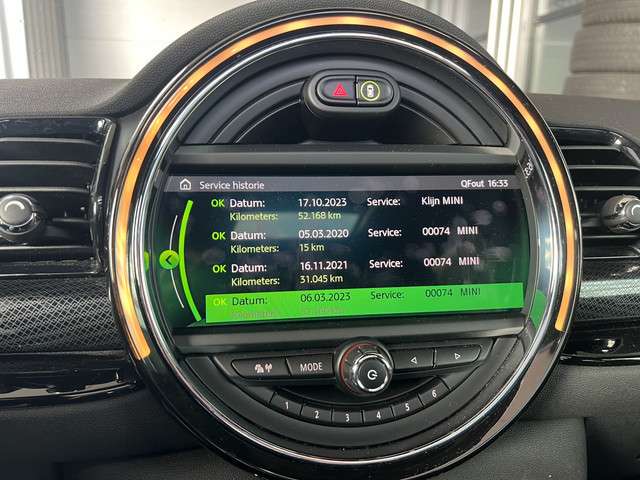 Service historie QFout 16:33
OK Datum: 17.10.2023 Service: Klijn MINI
Kilometers: 52.168 km
OK Datum: 05.03.2020 Service: 00074 MINI
Kilometers: 15 km
OK Datum: 16.11.2021 Service: 00074 MINI
Kilometers: 31.045 km
OK Datum: 06.03.2023 Service: 00074 MINI
Kilometers:
MODE
1 2 3 4 5 6